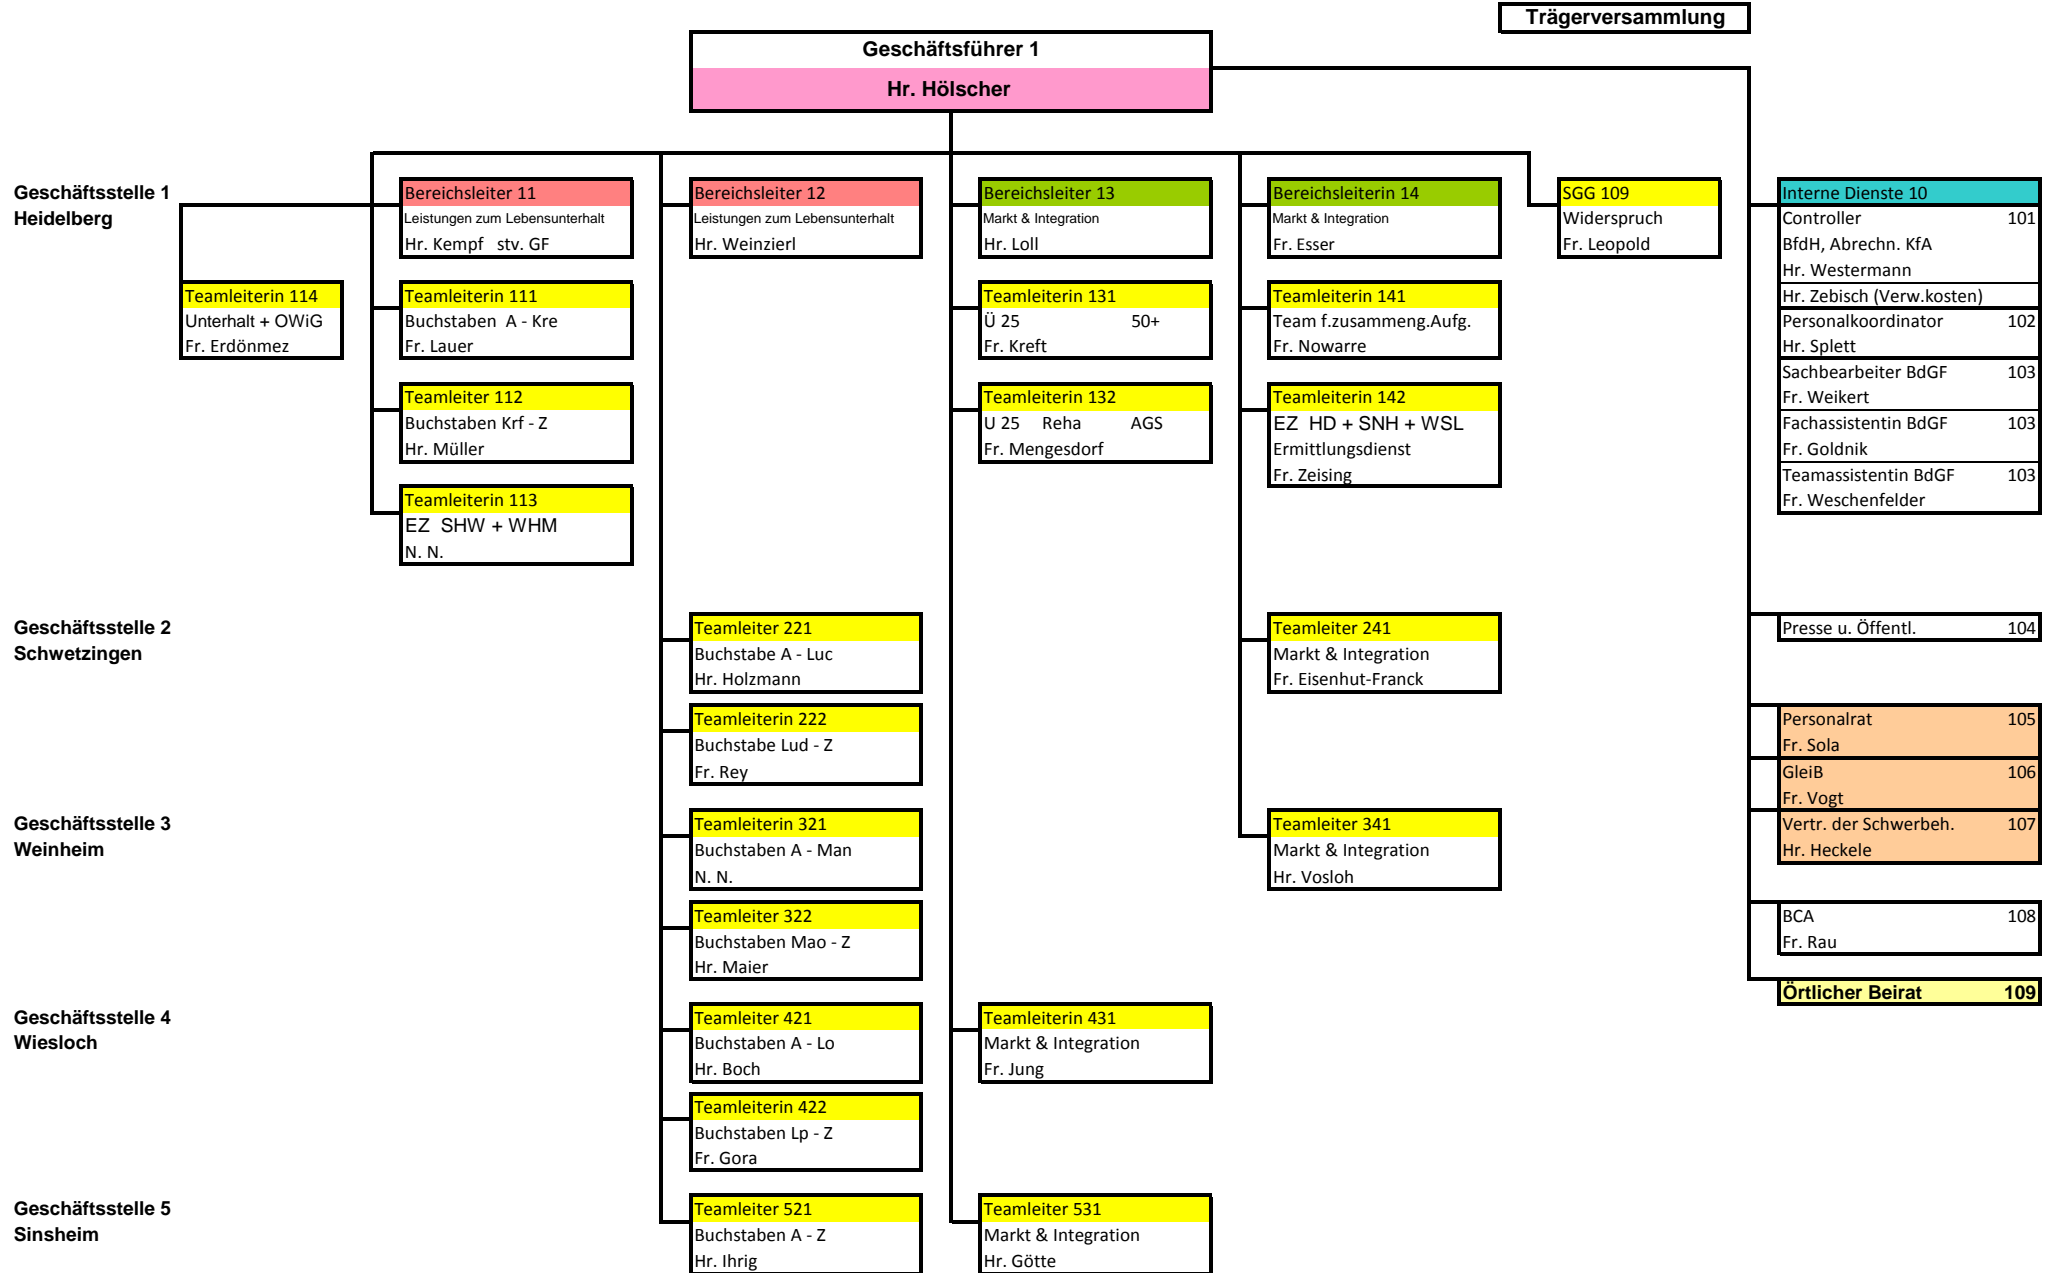 Trägerversammlung
Geschäftsführer 1
Hr. Hölscher
Geschäftsstelle 1
Heidelberg
Bereichsleiter 11
Leistungen zum Lebensunterhalt
Hr. Kempf stv. GF
Bereichsleiter 12
Leistungen zum Lebensunterhalt
Hr. Weinzierl
Bereichsleiter 13
Markt & Integration
Hr. Loll
Bereichsleiterin 14
Markt & Integration
Fr. Esser
SGG 109
Widerspruch
Fr. Leopold
Interne Dienste 10
Controller 101
BfdH, Abrechn. KfA
Hr. Westermann
Hr. Zebisch (Verw.kosten)
Personalkoordinator 102
Hr. Splett
Sachbearbeiter BdGF 103
Fr. Weikert
Fachassistentin BdGF 103
Fr. Goldnik
Teamassistentin BdGF 103
Fr. Weschenfelder
Teamleiterin 114
Unterhalt + OWiG
Fr. Erdönmez
Teamleiterin 111
Buchstaben A - Kre
Fr. Lauer
Teamleiterin 131
Ü 25 50+
Fr. Kreft
Teamleiterin 141
Team f.zusammeng.Aufg.
Fr. Nowarre
Teamleiter 112
Buchstaben Krf - Z
Hr. Müller
Teamleiterin 132
U 25 Reha AGS
Fr. Mengesdorf
Teamleiterin 142
EZ HD + SNH + WSL
Ermittlungsdienst
Fr. Zeising
Teamleiterin 113
EZ SHW + WHM
N. N.
Geschäftsstelle 2
Schwetzingen
Teamleiter 221
Buchstabe A - Luc
Hr. Holzmann
Teamleiter 241
Markt & Integration
Fr. Eisenhut-Franck
Presse u. Öffentl. 104
Teamleiterin 222
Buchstabe Lud - Z
Fr. Rey
Personalrat 105
Fr. Sola
GleiB 106
Fr. Vogt
Vertr. der Schwerbeh. 107
Hr. Heckele
Geschäftsstelle 3
Weinheim
Teamleiterin 321
Buchstaben A - Man
N. N.
Teamleiter 341
Markt & Integration
Hr. Vosloh
Teamleiter 322
Buchstaben Mao - Z
Hr. Maier
BCA 108
Fr. Rau
Örtlicher Beirat 109
Geschäftsstelle 4
Wiesloch
Teamleiter 421
Buchstaben A - Lo
Hr. Boch
Teamleiterin 431
Markt & Integration
Fr. Jung
Teamleiterin 422
Buchstaben Lp - Z
Fr. Gora
Geschäftsstelle 5
Sinsheim
Teamleiter 521
Buchstaben A - Z
Hr. Ihrig
Teamleiter 531
Markt & Integration
Hr. Götte